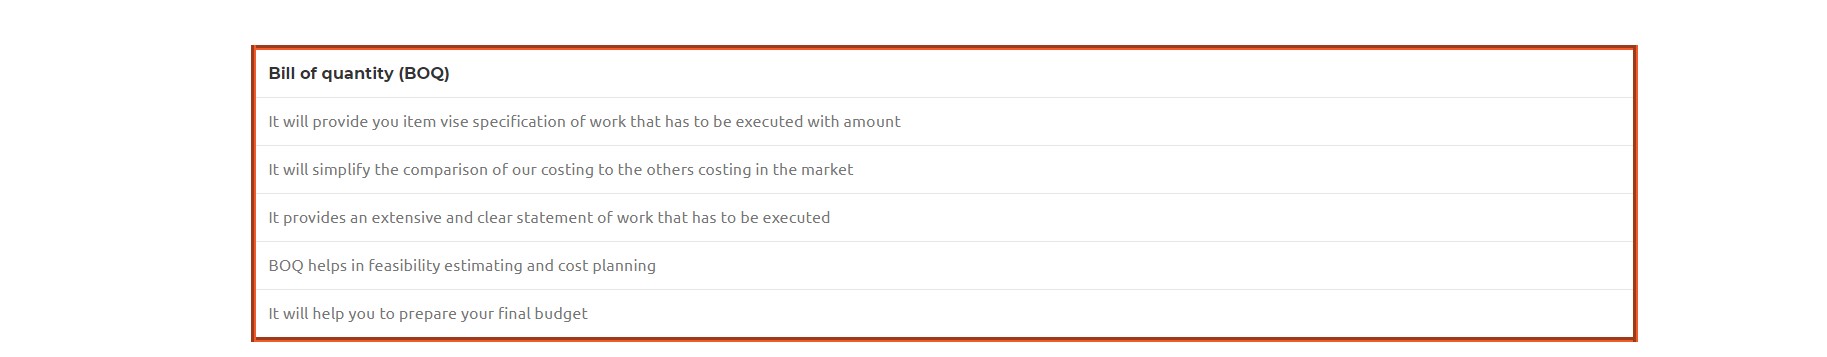 Bill of quantity (BOQ)
It will provide you item vise specification of work that has to be executed with amount
It will simplify the comparison of our costing to the others costing in the market
It provides an extensive and clear statement of work that has to be executed
BOQ helps in feasibility estimating and cost planning
It will help you to prepare your final budget